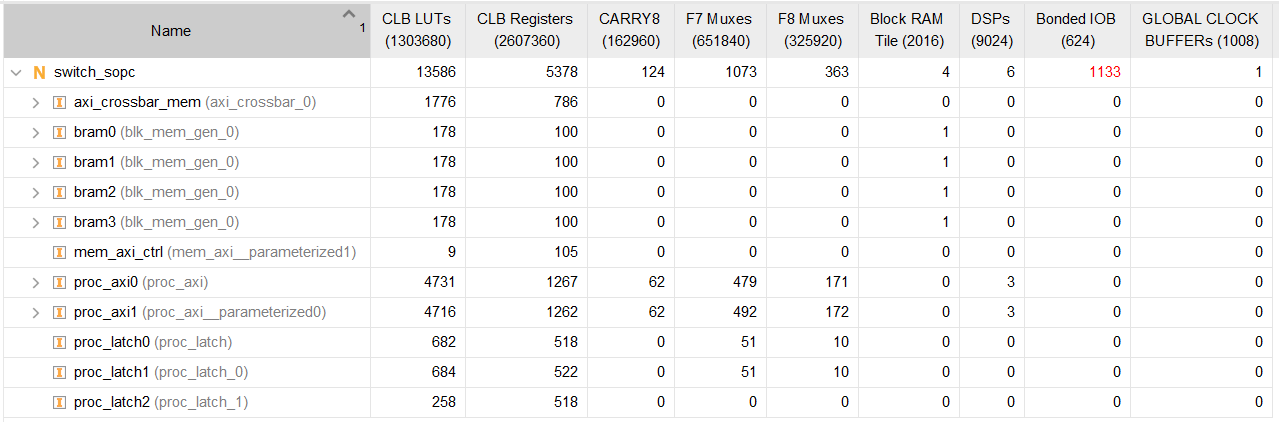 Name 1 CLB LUTs (1303680) CLB Registers (2607360) CARRY8 (162960) F7 Muxes (651840) F8 Muxes (325920) Block RAM Tile (2016) DSPs (9024) Bonded IOB (624) GLOBAL CLOCK BUFFERs (1008)
N switch_sopc 13586 5378 124 1073 363 4 6 1133 1
I axi_crossbar_mem (axi_crossbar_0) 1776 786 0 0 0 0 0 0 0
I bram0 (blk_mem_gen_0) 178 100 0 0 0 1 0 0 0
I bram1 (blk_mem_gen_0) 178 100 0 0 0 1 0 0 0
I bram2 (blk_mem_gen_0) 178 100 0 0 0 1 0 0 0
I bram3 (blk_mem_gen_0) 178 100 0 0 0 1 0 0 0
I mem_axi_ctrl (mem_axi__parameterized1) 9 105 0 0 0 0 0 0 0
I proc_axi0 (proc_axi) 4731 1267 62 479 171 0 3 0 0
I proc_axi1 (proc_axi__parameterized0) 4716 1262 62 492 172 0 3 0 0
I proc_latch0 (proc_latch) 682 518 0 51 10 0 0 0 0
I proc_latch1 (proc_latch_0) 684 522 0 51 10 0 0 0 0
I proc_latch2 (proc_latch_1) 258 518 0 0 0 0 0 0 0